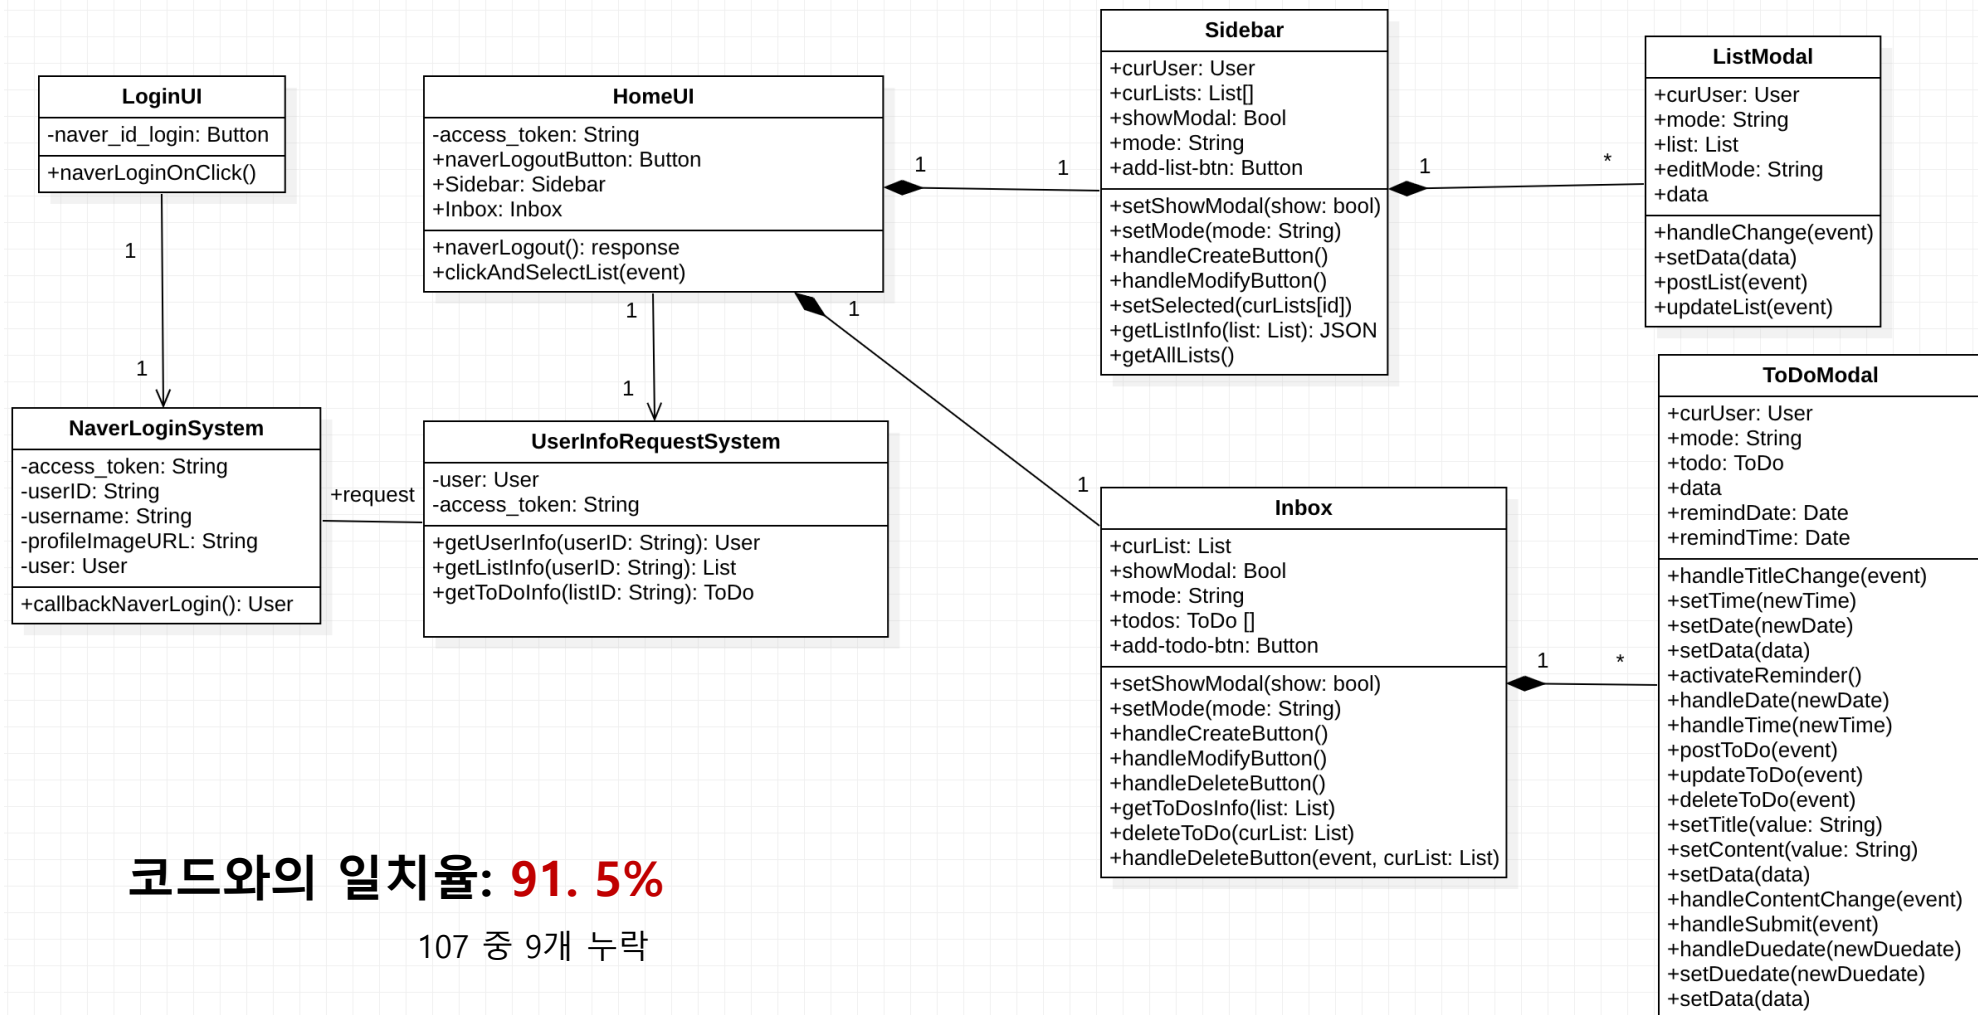 LoginUI
-naver_id_login: Button
+naverLoginOnClick()
1
1
NaverLoginSystem
-access_token: String
-userID: String
-username: String
-profileImageURL: String
-user: User
+callbackNaverLogin(): User
+request
HomeUI
-access_token: String
+naverLogoutButton: Button
+Sidebar: Sidebar
+Inbox: Inbox
+naverLogout(): response
+clickAndSelectList(event)
1
1
1
1
1
1
UserInfoRequestSystem
-user: User
-access_token: String
+getUserInfo(userID: String): User
+getListInfo(userID: String): List
+getToDoInfo(listID: String): ToDo
Sidebar
+curUser: User
+curLists: List[]
+showModal: Bool
+mode: String
+add-list-btn: Button
+setShowModal(show: bool)
+setMode(mode: String)
+handleCreateButton()
+handleModifyButton()
+setSelected(curLists[id])
+getListInfo(list: List): JSON
+getAllLists()
1
*
ListModal
+curUser: User
+mode: String
+list: List
+editMode: String
+data
+handleChange(event)
+setData(data)
+postList(event)
+updateList(event)
Inbox
+curList: List
+showModal: Bool
+mode: String
+todos: ToDo []
+add-todo-btn: Button
+setShowModal(show: bool)
+setMode(mode: String)
+handleCreateButton()
+handleModifyButton()
+handleDeleteButton()
+getToDosInfo(list: List)
+deleteToDo(curList: List)
+handleDeleteButton(event, curList: List)
1
*
ToDoModal
+curUser: User
+mode: String
+todo: ToDo
+data
+remindDate: Date
+remindTime: Date
+handleTitleChange(event)
+setTime(newTime)
+setDate(newDate)
+setData(data)
+activateReminder()
+handleDate(newDate)
+handleTime(newTime)
+postToDo(event)
+updateToDo(event)
+deleteToDo(event)
+setTitle(value: String)
+setContent(value: String)
+setData(data)
+handleContentChange(event)
+handleSubmit(event)
+handleDuedate(newDuedate)
+setDuedate(newDuedate)
+setData(data)
코드와의 일치율: 91. 5%
107 중 9개 누락